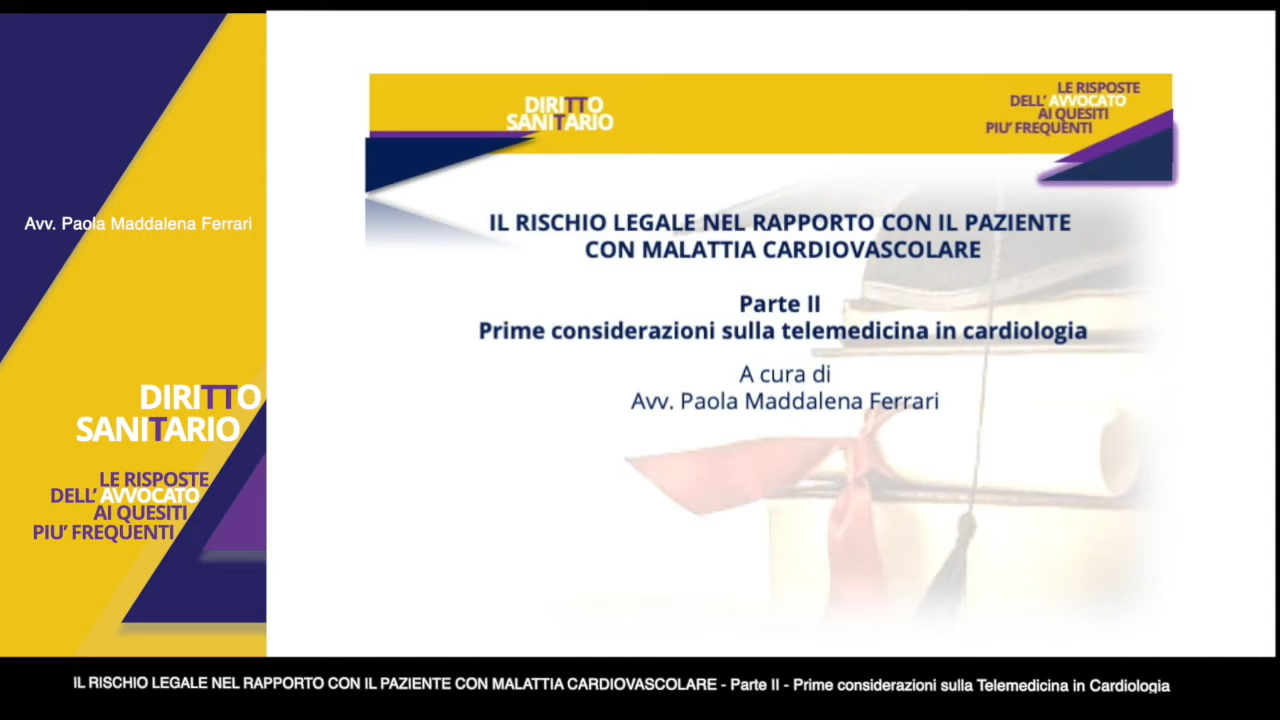 Avv. Paola Maddalena Ferrari
DIRITTO
SANITARIO
LE RISPOSTE
DELL' AVVOCATO
AI QUESITI
PIU' FREQUENTI
DIRITTO
SANITARIO
LE RISPOSTE
DELL' AVVOCATO
AI QUESITI
PIU' FREQUENTI
IL RISCHIO LEGALE NEL RAPPORTO CON IL PAZIENTE
CON MALATTIA CARDIOVASCOLARE
Parte II
Prime considerazioni sulla telemedicina in cardiologia
A cura di
Avv. Paola Maddalena Ferrari
IL RISCHIO LEGALE NEL RAPPORTO CON IL PAZIENTE CON MALATTIA CARDIOVASCOLARE - Parte II - Prime considerazioni sulla Telemedicina in Cardiologia